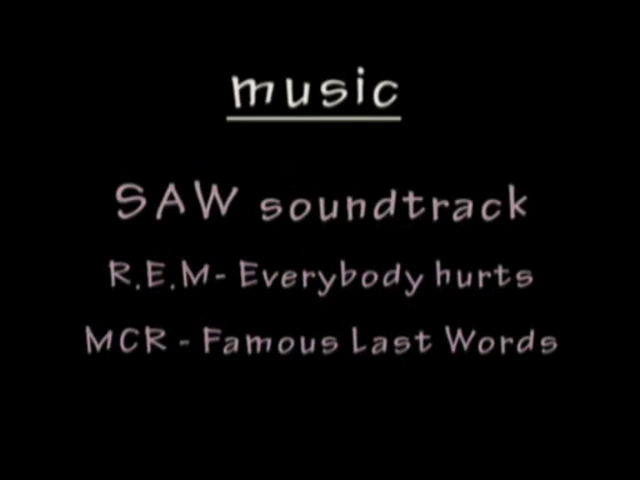 music
SAW soundtrack
R.E.M- Everybody hurts
MCR - Famous Last Words